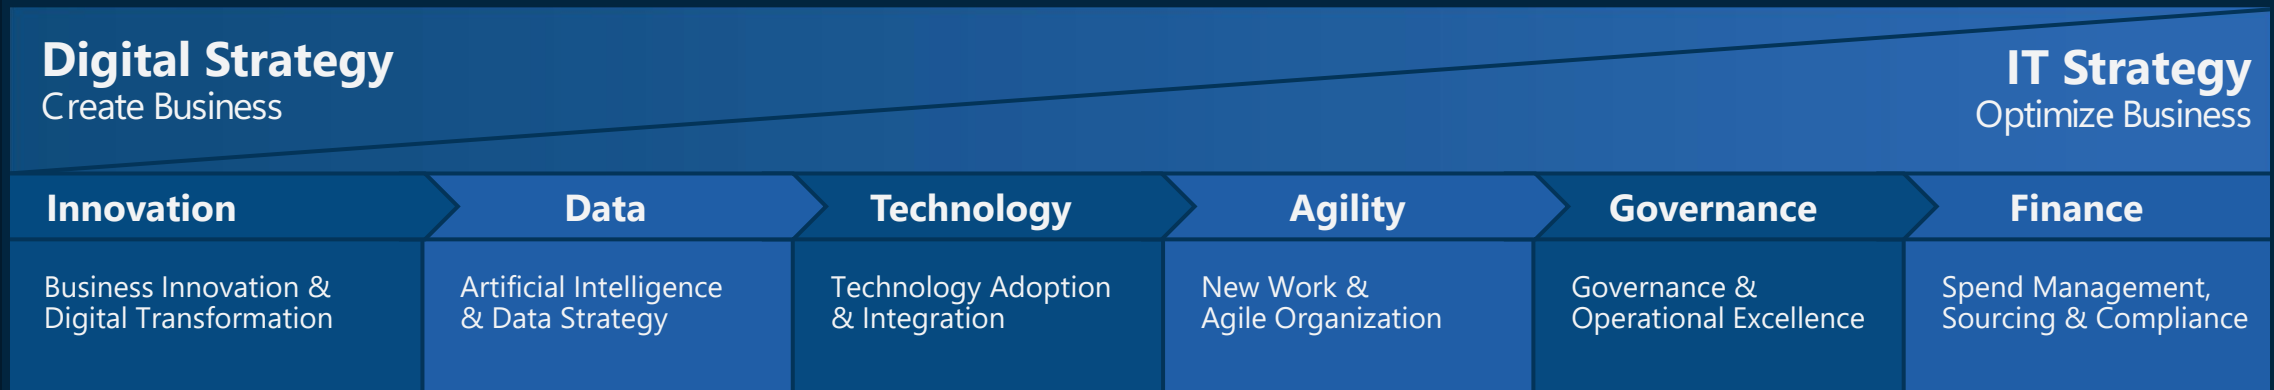 Digital Strategy
Create Business
IT Strategy
Optimize Business
Innovation
Data
Technology
Agility
Governance
Finance
Business Innovation &
Digital Transformation
Artificial Intelligence
& Data Strategy
Technology Adoption
& Integration
New Work &
Agile Organization
Governance &
Operational Excellence
Spend Management,
Sourcing & Compliance